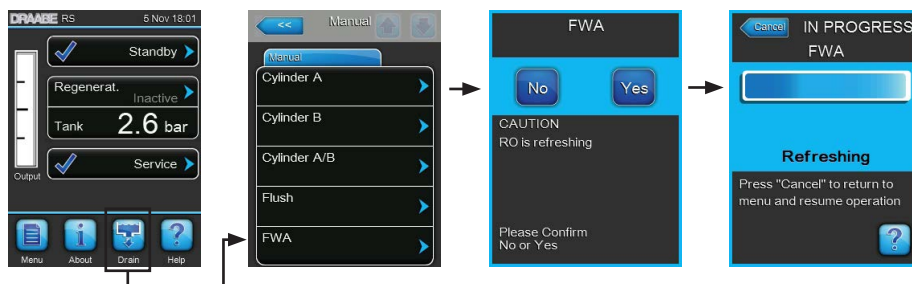 DRAABE RS 5 Nov 18:01
Standby
Regenerat.
Inactive
Tank 2.6 bar
Service
Output
Menu About Drain Help
<< Manual
Manual
Cylinder A
Cylinder B
Cylinder A/B
Flush
FWA
FWA
No Yes
CAUTION
RO is refreshing
Please Confirm
No or Yes
Cancel IN PROGRESS
FWA
Refreshing
Press "Cancel" to return to
menu and resume operation
?